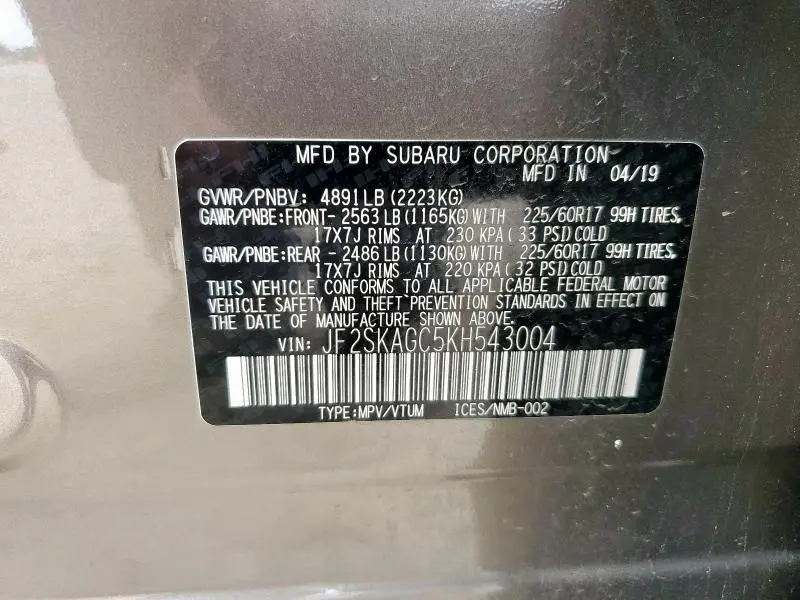 MFD BY SUBARU CORPORATION
MFD IN 04/19
GVWR/PNBV: 4891LB(2223KG)
GAWR/PNBE:FRONT- 2563LB(1165KG)WITH 225/60R17 99H TIRES,
17X7J RIMS AT 230 KPA(33 PSI)COLD
GAWR/PNBE:REAR - 2486LB(1130KG)WITH 225/60R17 99H TIRES,
17X7J RIMS AT 220 KPA(32 PSI)COLD
THIS VEHICLE CONFORMS TO ALL APPLICABLE FEDERAL MOTOR
VEHICLE SAFETY AND THEFT PREVENTION STANDARDS IN EFFECT ON
THE DATE OF MANUFACTURE SHOWN ABOVE.
VIN: JF2SKAGC5KH543004
TYPE:MPV/VTUM ICES/NMB-002